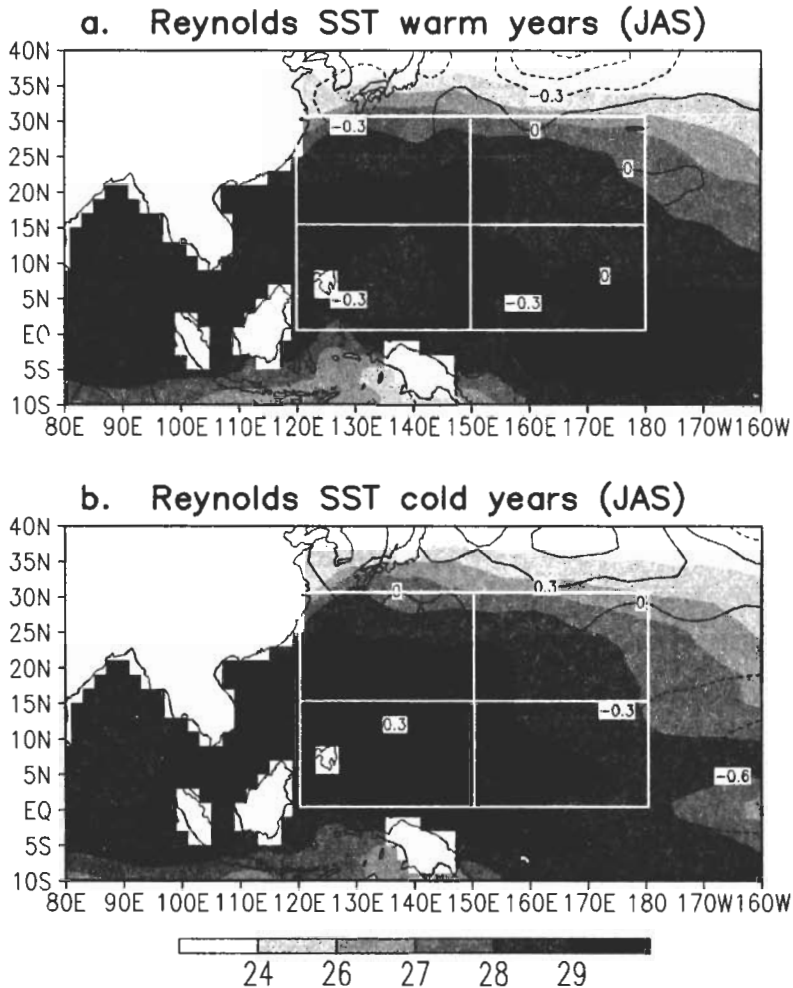 a. Reynolds SST warm years (JAS)
40N
35N
-0.3
30N
-0.3
0
25N
0
20N
15N
10N
0
5N
-0.3
-0.3
EQ
5S
10S
80E 90E 100E 110E 120E 130E 140E 150E 160E 170E 180 170W 160W
b. Reynolds SST cold years (JAS)
40N
35N
0.3
30N
0
0
25N
20N
15N
-0.3
0.3
10N
5N
-0.6
EQ
5S
10S
80E 90E 100E 110E 120E 130E 140E 150E 160E 170E 180 170W 160W
24 26 27 28 29